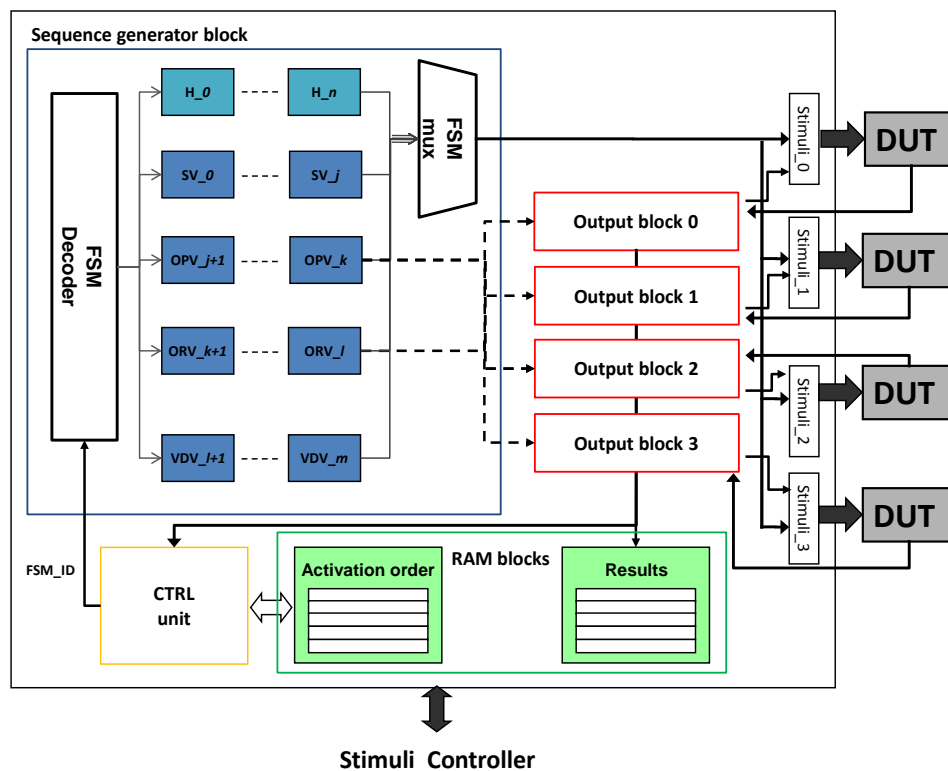 Sequence generator block
FSM
Decoder
H_0
H_n
SV_0
SV_j
OPV_j+1
OPV_k
ORV_k+1
ORV_l
VDV_l+1
VDV_m
FSM
mux
Output block 0
Output block 1
Output block 2
Output block 3
Stimuli_0
Stimuli_1
Stimuli_2
Stimuli_3
DUT
DUT
DUT
DUT
FSM_ID
CTRL
unit
RAM blocks
Activation order
Results
Stimuli Controller